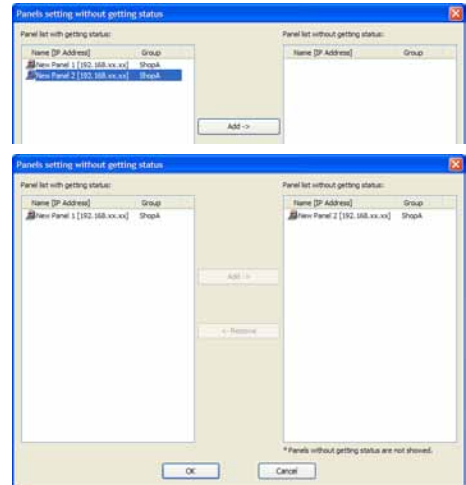 Panels setting without getting status
Panel list with getting status:
Panel list without getting status:
Name [IP Address] Group
Name [IP Address] Group
New Panel 1 [192.168.xx.xx] ShopA
New Panel 2 [192.168.xx.xx] ShopA
Add ->
Panels setting without getting status
Panel list with getting status:
Panel list without getting status:
Name [IP Address] Group
Name [IP Address] Group
New Panel 1 [192.168.xx.xx] ShopA
New Panel 2 [192.168.xx.xx] ShopA
Add ->
<- Remove
* Panels without getting status are not showed.
OK
Cancel